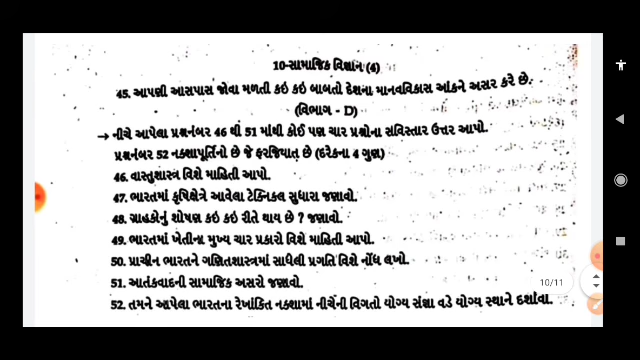 10-સામાજિક વિજ્ઞાન (4)
45. આપણી આસપાસ જોવા મળતી કઇ કઇ બાબતો દેશના માનવવિકાસ આંકને અસર કરે છે.
(વિભાગ - D)
→ નીચે આપેલા પ્રશ્નનંબર 46 થી 51 માંથી કોઈ પણ ચાર પ્રશ્નોના સવિસ્તાર ઉત્તર આપો.
પ્રશ્નનંબર 52 નકશાપૂર્તિનો છે જે ફરજિયાત છે (દરેકના 4 ગુણ)
46. વાસ્તુશાસ્ત્ર વિશે માહિતી આપો.
47. ભારતમાં કૃષિક્ષેત્રે આવેલા ટેક્નિકલ સુધારા જણાવો.
48. ગ્રાહકોનું શોષણ કઇ કઇ રીતે થાય છે ? જણાવો.
49. ભારતમાં ખેતીના મુખ્ય ચાર પ્રકારો વિશે માહિતી આપો.
50. પ્રાચીન ભારતને ગણિતશાસ્ત્રમાં સાધેલી પ્રગતિ વિશે નોંધ લખો.
51. આતંકવાદની સામાજિક અસરો જણાવો.
10/11
52. તમને આપેલા ભારતના રેખાંકિત નકશામાં નીચેની વિગતો યોગ્ય સંજ્ઞા વડે યોગ્ય સ્થાને દર્શાવા.